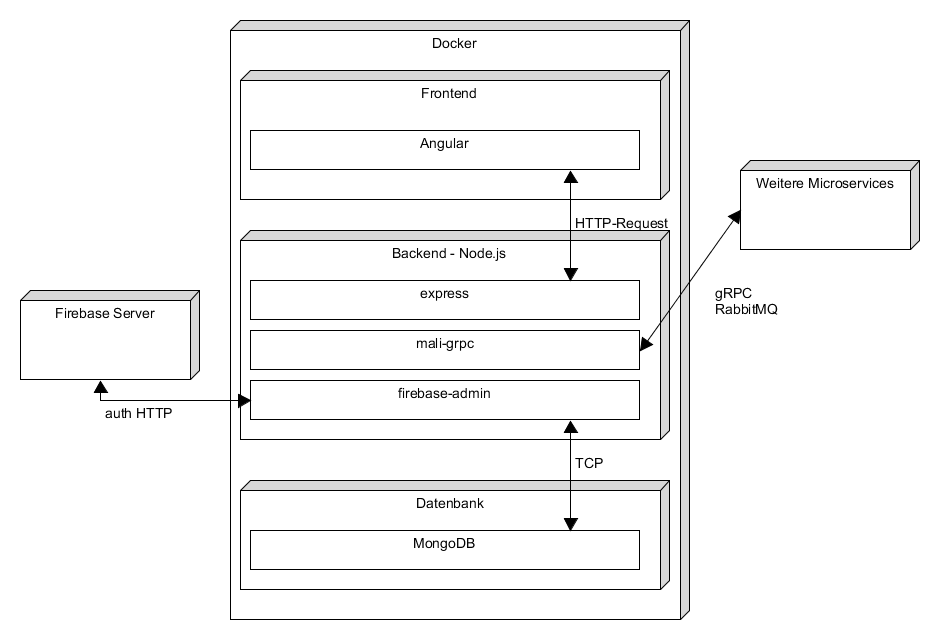 Docker
Frontend
Angular
HTTP-Request
Weitere Microservices
Backend - Node.js
express
gRPC
RabbitMQ
Firebase Server
mali-grpc
firebase-admin
auth HTTP
TCP
Datenbank
MongoDB